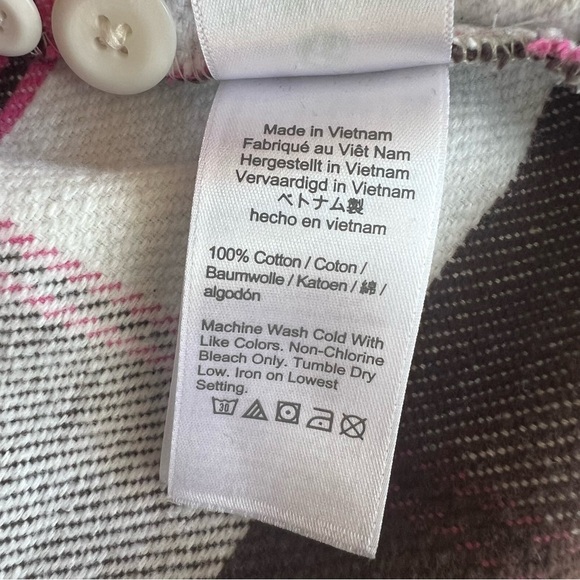 Made in Vietnam
Fabriqué au Viêt Nam
Hergestellt in Vietnam
Vervaardigd in Vietnam
ベトナム製
hecho en vietnam
100% Cotton / Coton /
Baumwolle / Katoen / 綿 /
algodón
Machine Wash Cold With
Like Colors. Non-Chlorine
Bleach Only. Tumble Dry
Low. Iron on Lowest
Setting.
30